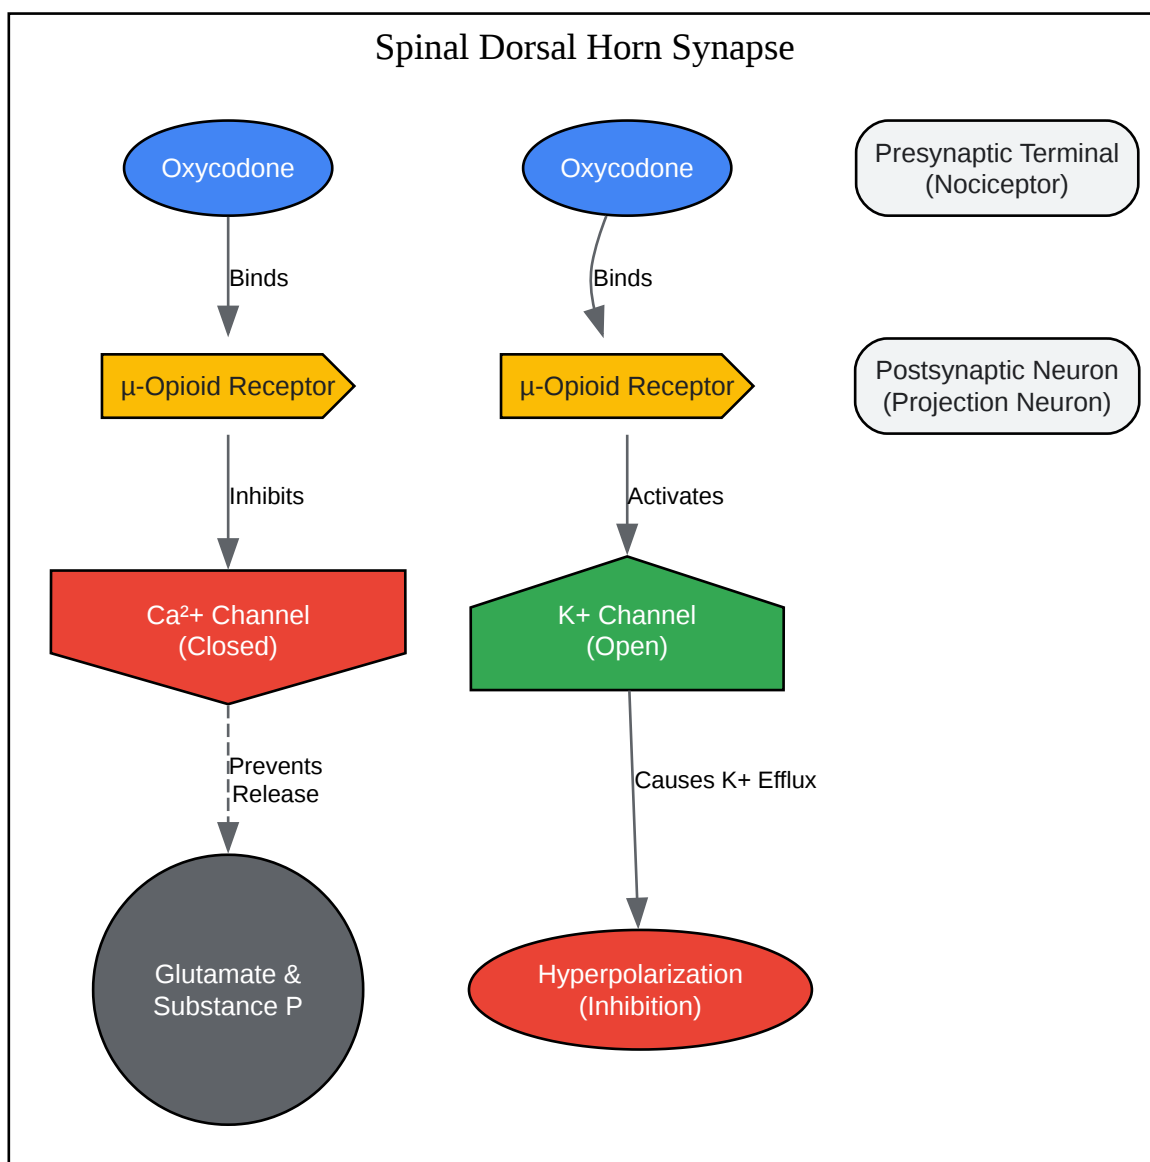 Spinal Dorsal Horn Synapse
Oxycodone
Oxycodone
Presynaptic Terminal
(Nociceptor)
Binds
Binds
µ-Opioid Receptor
µ-Opioid Receptor
Postsynaptic Neuron
(Projection Neuron)
Inhibits
Activates
Ca²+ Channel
(Closed)
K+ Channel
(Open)
Prevents
Release
Causes K+ Efflux
Glutamate &
Substance P
Hyperpolarization
(Inhibition)